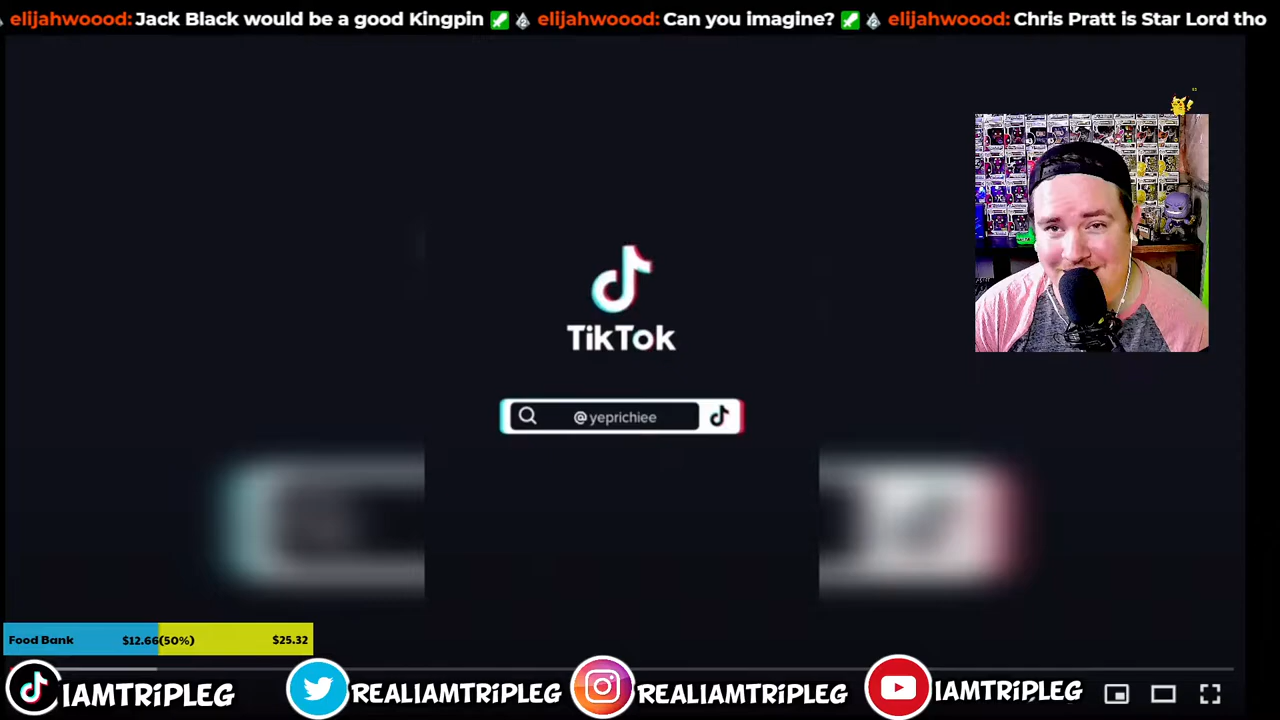 elijahwoood: Jack Black would be a good Kingpin elijahwoood: Can you imagine? elijahwoood: Chris Pratt is Star Lord tho
TikTok
@yeprichiee
Food Bank $12.66(50%) $25.32
IAMTRIPLEG REALIAMTRIPLEG REALIAMTRIPLEG IAMTRIPLEG